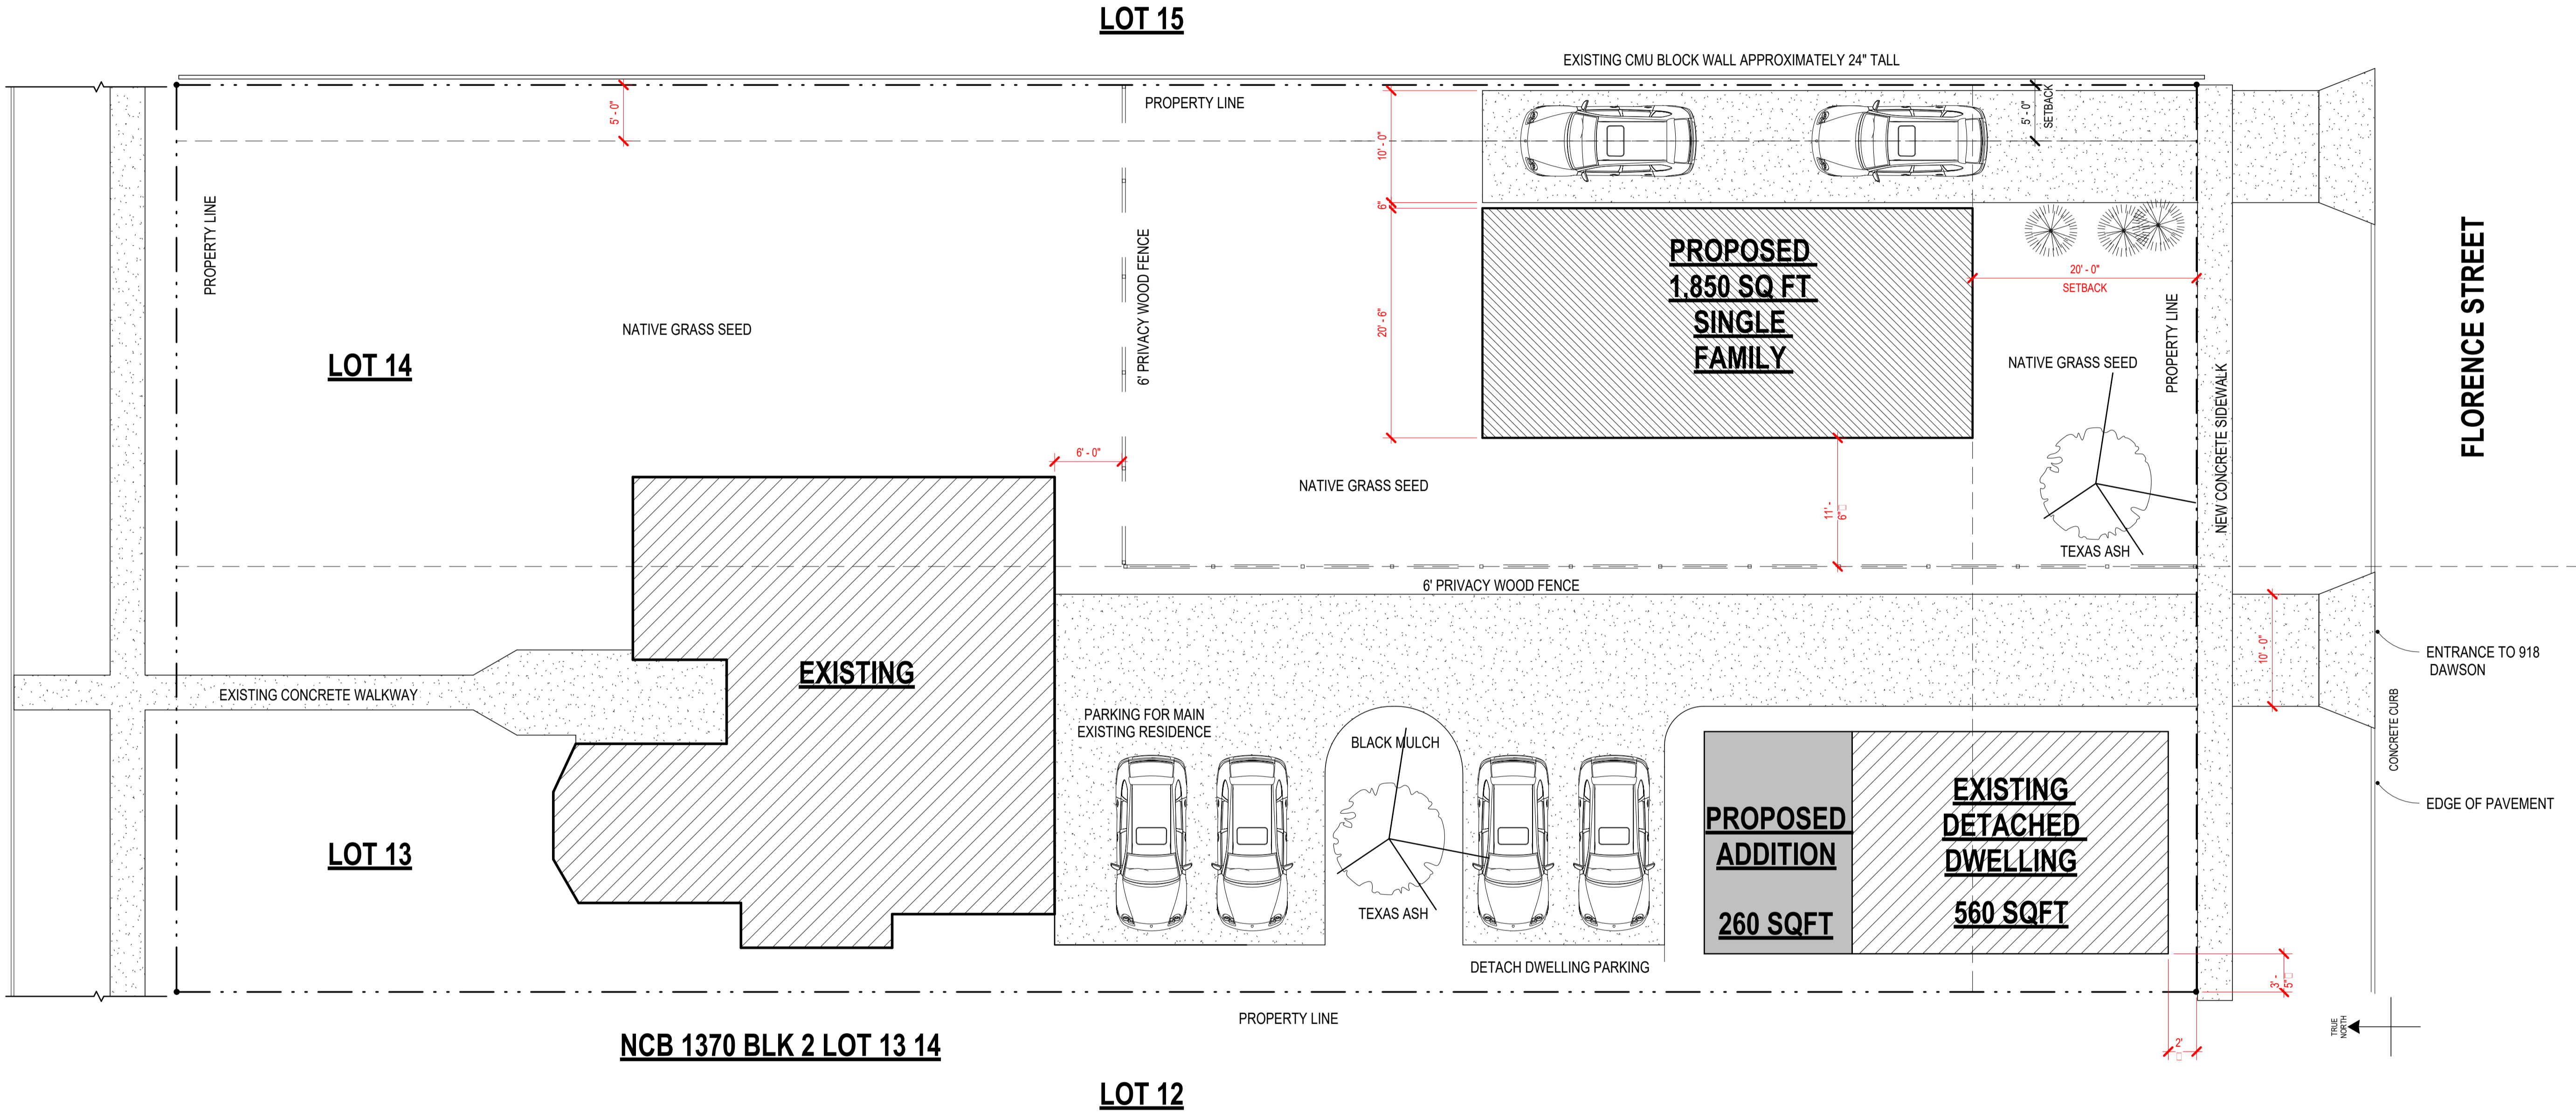 LOT 15
EXISTING CMU BLOCK WALL APPROXIMATELY 24" TALL
PROPERTY LINE
5' - 0"
10' - 0"
5' - 0"
SETBACK
PROPERTY LINE
6' PRIVACY WOOD FENCE
6"
PROPOSED
1,850 SQ FT
SINGLE
FAMILY
20' - 0"
SETBACK
PROPERTY LINE
FLORENCE STREET
NATIVE GRASS SEED
20' - 6"
LOT 14
NATIVE GRASS SEED
NEW CONCRETE SIDEWALK
6' - 0"
NATIVE GRASS SEED
11' -
6"
TEXAS ASH
6' PRIVACY WOOD FENCE
EXISTING
EXISTING CONCRETE WALKWAY
10' - 0"
ENTRANCE TO 918
DAWSON
CONCRETE CURB
PARKING FOR MAIN
EXISTING RESIDENCE
BLACK MULCH
LOT 13
PROPOSED
ADDITION
260 SQFT
EXISTING
DETACHED
DWELLING
560 SQFT
EDGE OF PAVEMENT
TEXAS ASH
DETACH DWELLING PARKING
3' -
5"
PROPERTY LINE
2'
TRUE
NORTH
NCB 1370 BLK 2 LOT 13 14
LOT 12